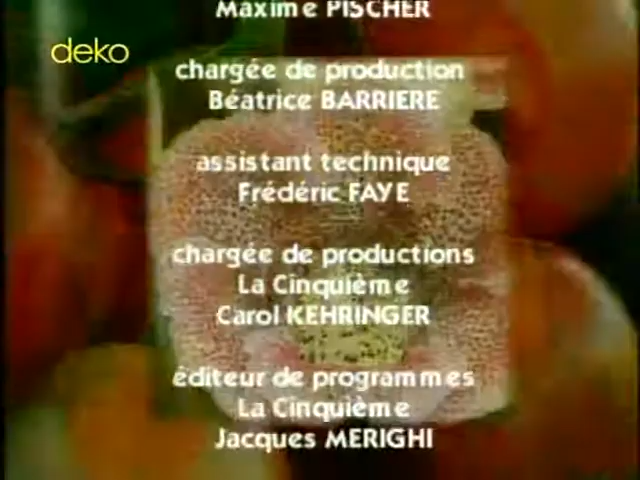 Maxime PISCHER
deko
chargée de production
Béatrice BARRIERE
assistant technique
Frédéric FAYE
chargée de productions
La Cinquième
Carol KEHRINGER
éditeur de programmes
La Cinquième
Jacques MERIGHI